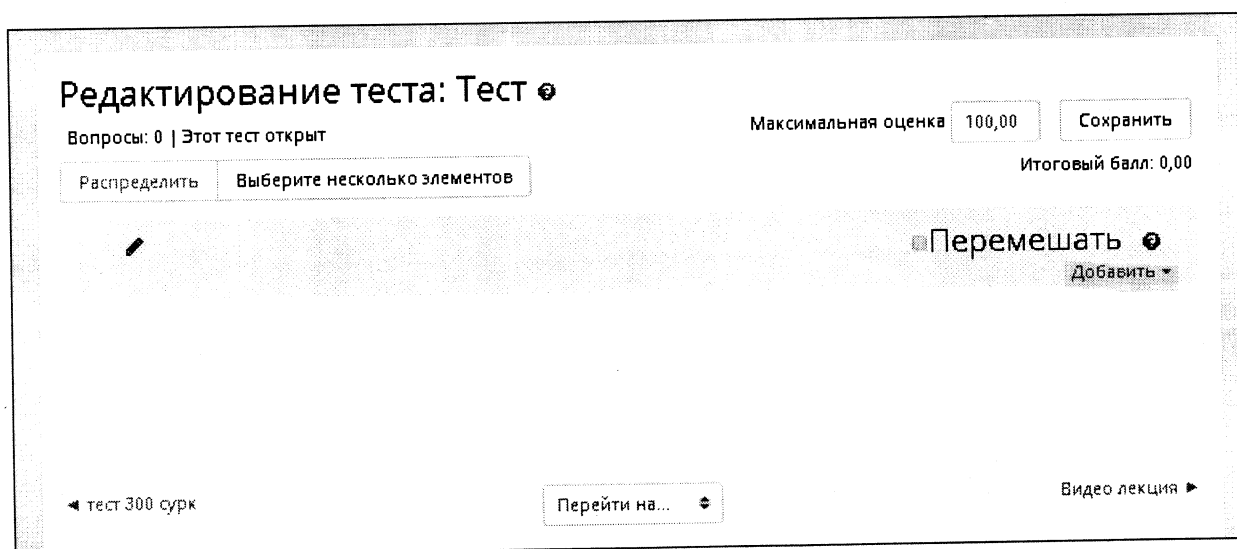 Редактирование теста: Тест
Вопросы: 0 | Этот тест открыт
Максимальная оценка 100,00 Сохранить
Распределить Выберите несколько элементов
Итоговый балл: 0,00
Перемешать
Добавить
◄ тест 300 сурк
Перейти на...
Видео лекция ►